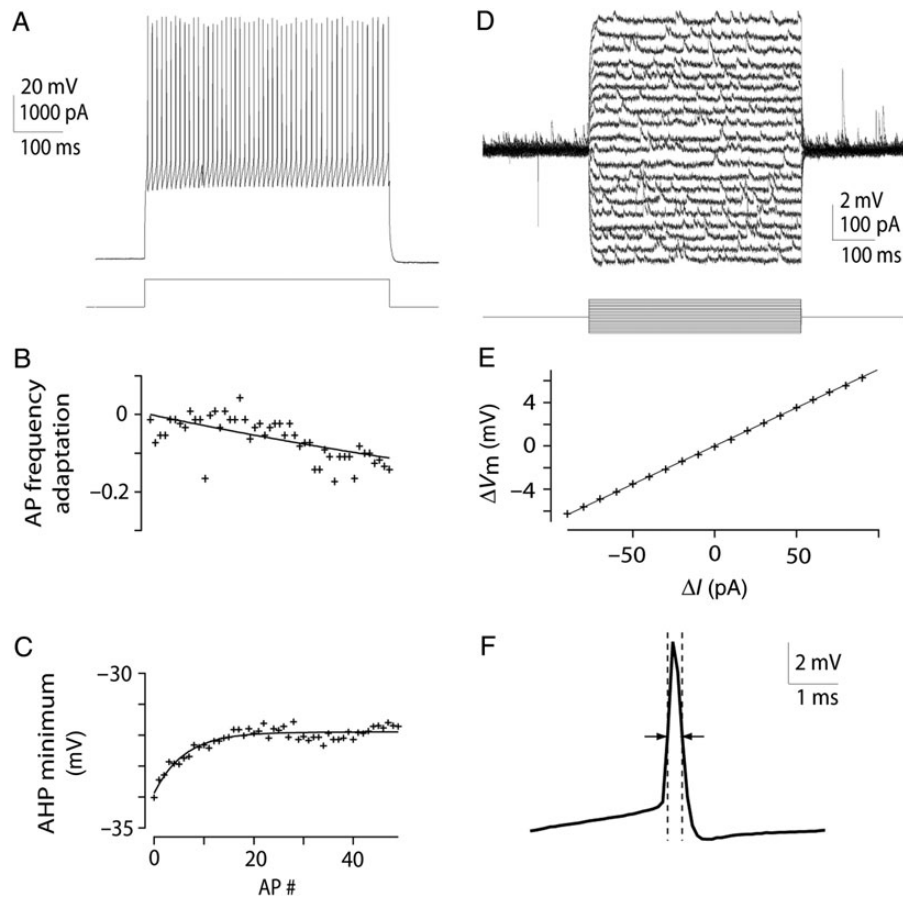 A
20 mV
1000 pA
100 ms
B
AP frequency
adaptation
0
−0.2
C
AHP minimum
(mV)
−30
−35
0
20
40
AP #
D
2 mV
100 pA
100 ms
E
ΔVm (mV)
4
0
−4
−50
0
50
ΔI (pA)
F
2 mV
1 ms